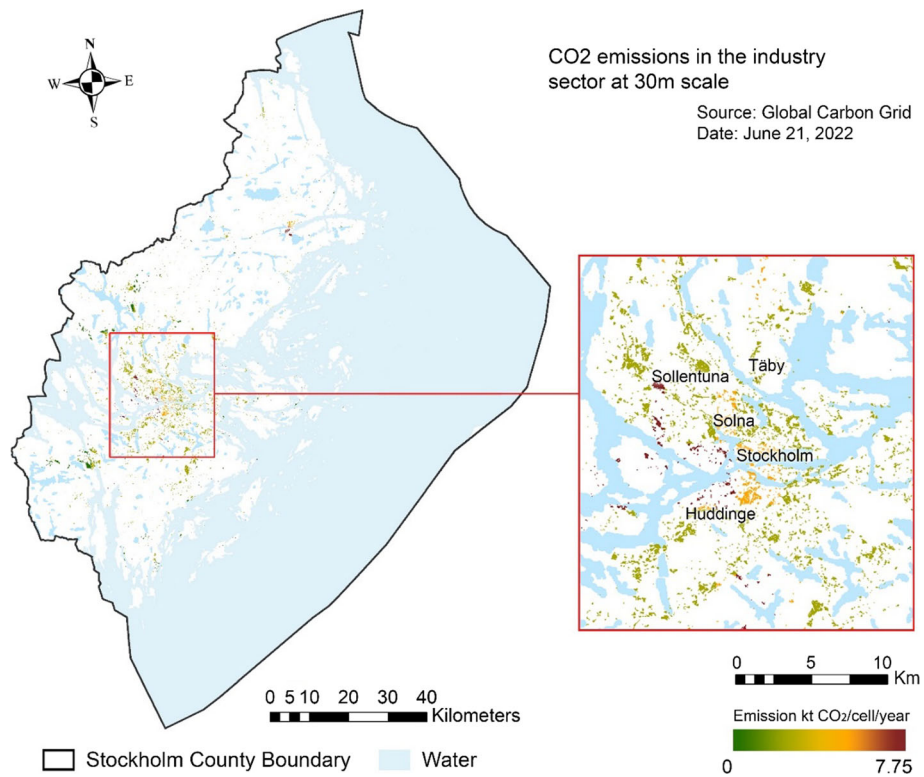 N
W E
S
CO2 emissions in the industry
sector at 30m scale
Source: Global Carbon Grid
Date: June 21, 2022
Täby
Sollentuna
Solna
Stockholm
Huddinge
0 5 10 20 30 40
Kilometers
0 5 10
Km
Emission kt CO₂/cell/year
0 7.75
Stockholm County Boundary
Water